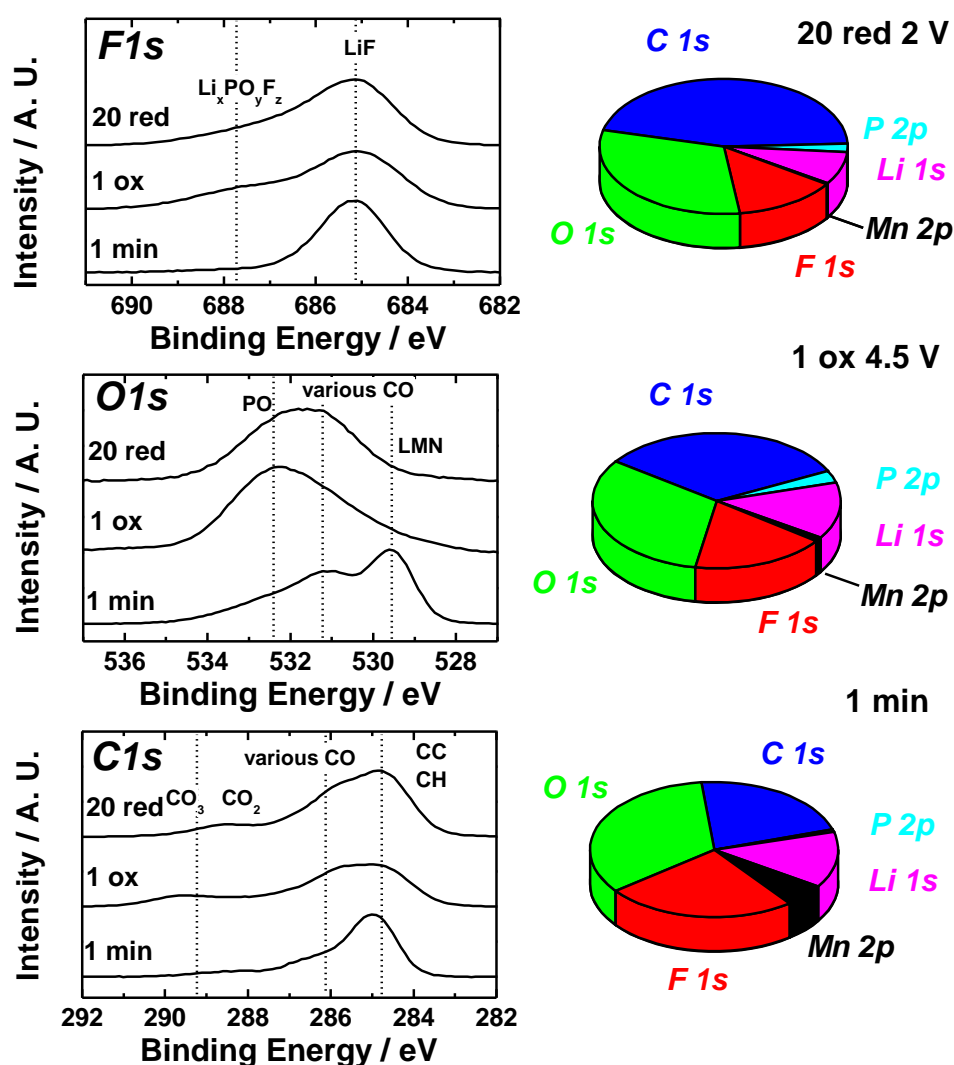 F1s
LiF
LiₓPOᵧF_z
20 red
1 ox
1 min
690 688 686 684 682
Binding Energy / eV
Intensity / A. U.
20 red 2 V
C 1s
P 2p
Li 1s
Mn 2p
O 1s
F 1s
O1s
various CO
PO
LMN
20 red
1 ox
1 min
536 534 532 530 528
Binding Energy / eV
Intensity / A. U.
1 ox 4.5 V
C 1s
P 2p
Li 1s
Mn 2p
O 1s
F 1s
C1s
various CO
CC
CH
CO₃ CO₂
20 red
1 ox
1 min
292 290 288 286 284 282
Binding Energy / eV
Intensity / A. U.
1 min
C 1s
O 1s
P 2p
Li 1s
Mn 2p
F 1s